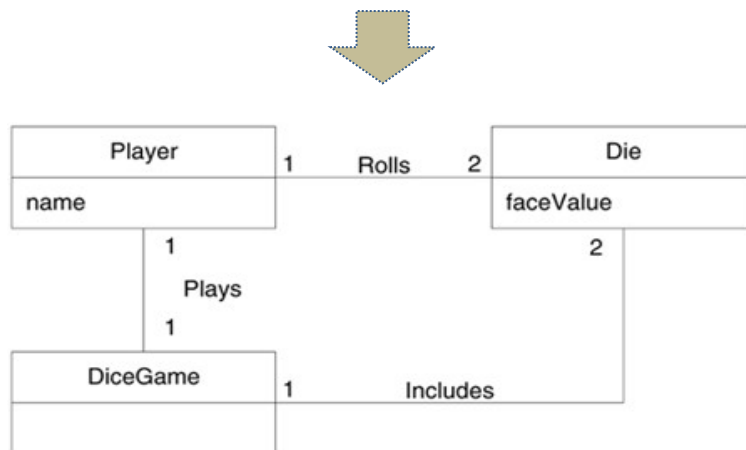 Player
1 Rolls 2
Die
name
faceValue
1
2
Plays
1
DiceGame
1 Includes